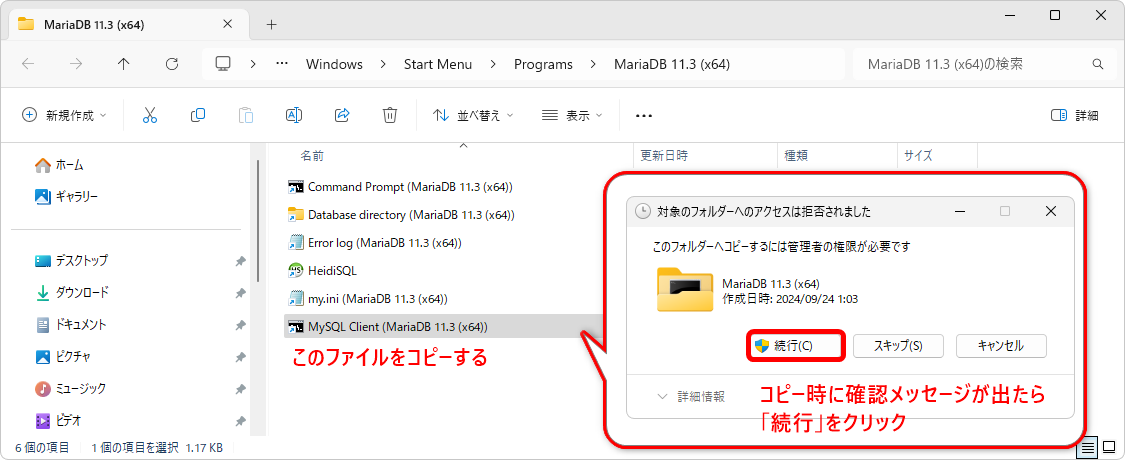 MariaDB 11.3 (x64)
Windows
Start Menu
Programs
MariaDB 11.3 (x64)
MariaDB 11.3 (x64)の検索
新規作成
並べ替え
表示
詳細
ホーム
ギャラリー
デスクトップ
ダウンロード
ドキュメント
ピクチャ
ミュージック
ビデオ
名前
更新日時
種類
サイズ
Command Prompt (MariaDB 11.3 (x64))
Database directory (MariaDB 11.3 (x64))
Error log (MariaDB 11.3 (x64))
HeidiSQL
my.ini (MariaDB 11.3 (x64))
MySQL Client (MariaDB 11.3 (x64))
このファイルをコピーする
対象のフォルダーへのアクセスは拒否されました
このフォルダーへコピーするには管理者の権限が必要です
MariaDB 11.3 (x64)
作成日時: 2024/09/24 1:03
続行(C)
スキップ(S)
キャンセル
詳細情報
コピー時に確認メッセージが出たら
「続行」をクリック
6 個の項目
1 個の項目を選択 1.17 KB